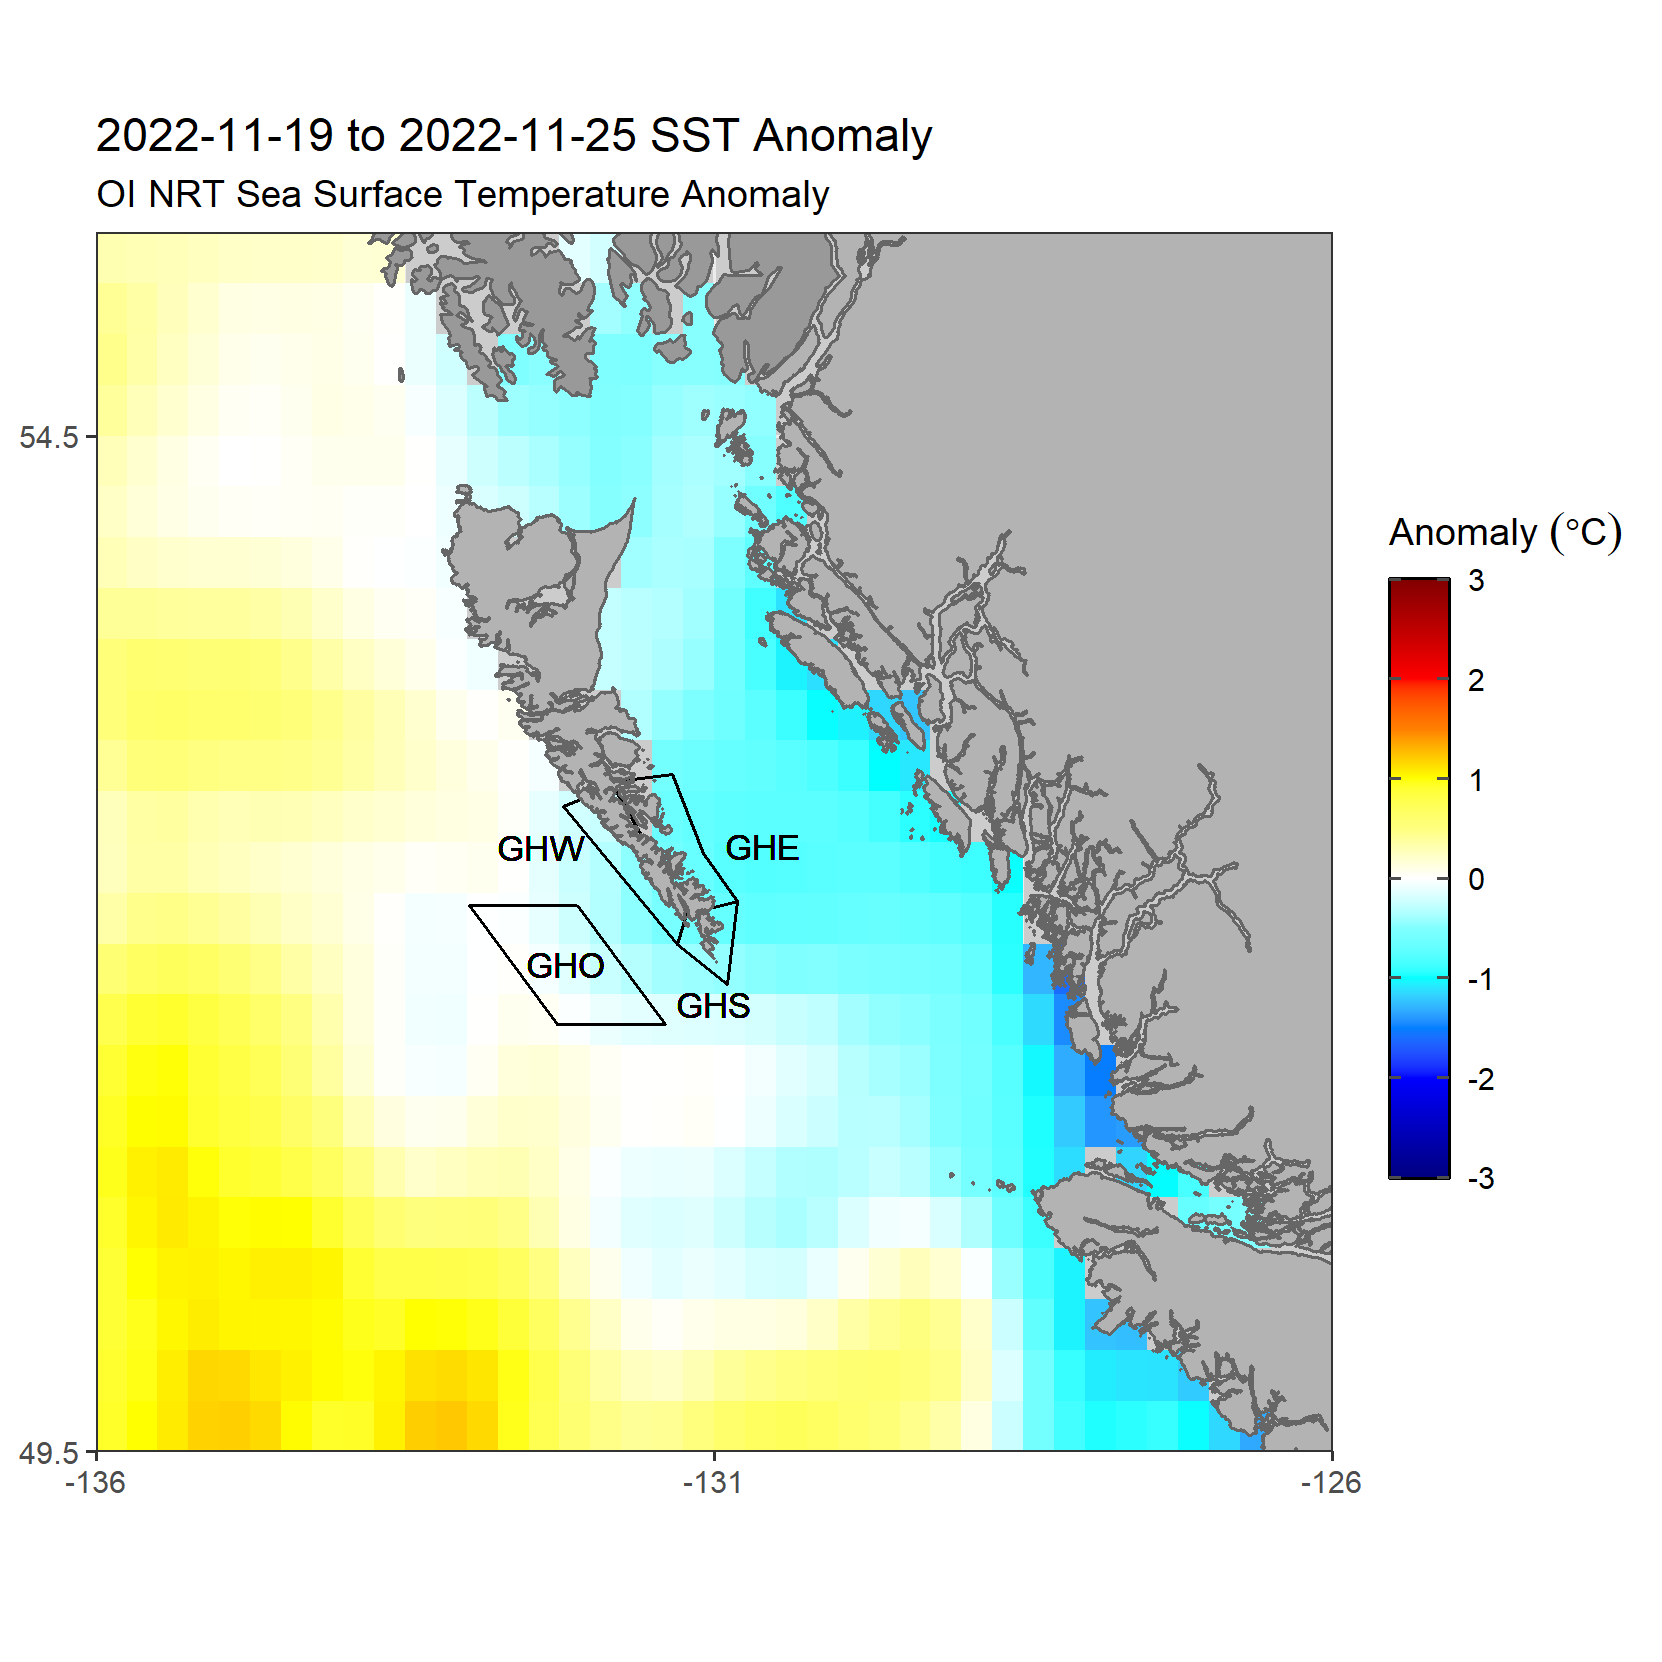 2022-11-19 to 2022-11-25 SST Anomaly
OI NRT Sea Surface Temperature Anomaly
54.5
49.5
-136
-131
-126
GHW
GHE
GHO
GHS
Anomaly (°C)
3
2
1
0
-1
-2
-3